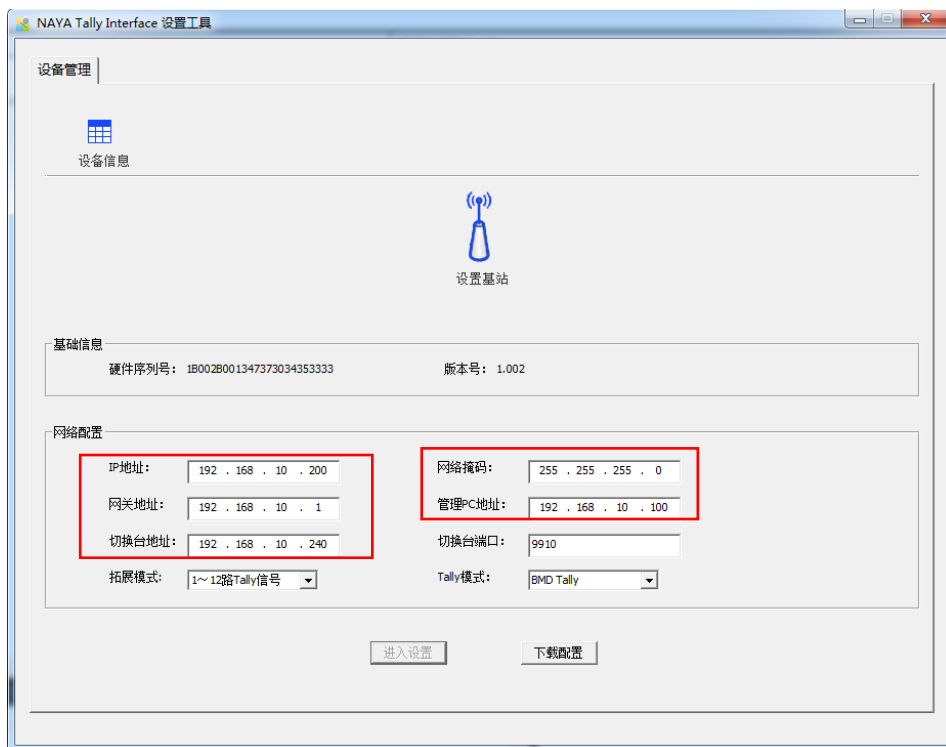 NAYA Tally Interface 设置工具
设备管理
设备信息
设置基站
基础信息
硬件序列号： 1B002B001347373034353333 版本号： 1.002
网络配置
IP地址： 192 . 168 . 10 . 200 网络掩码： 255 . 255 . 255 . 0
网关地址： 192 . 168 . 10 . 1 管理PC地址： 192 . 168 . 10 . 100
切换台地址： 192 . 168 . 10 . 240 切换台端口： 9910
拓展模式： 1～12路Tally信号 Tally模式： BMD Tally
进入设置 下载配置